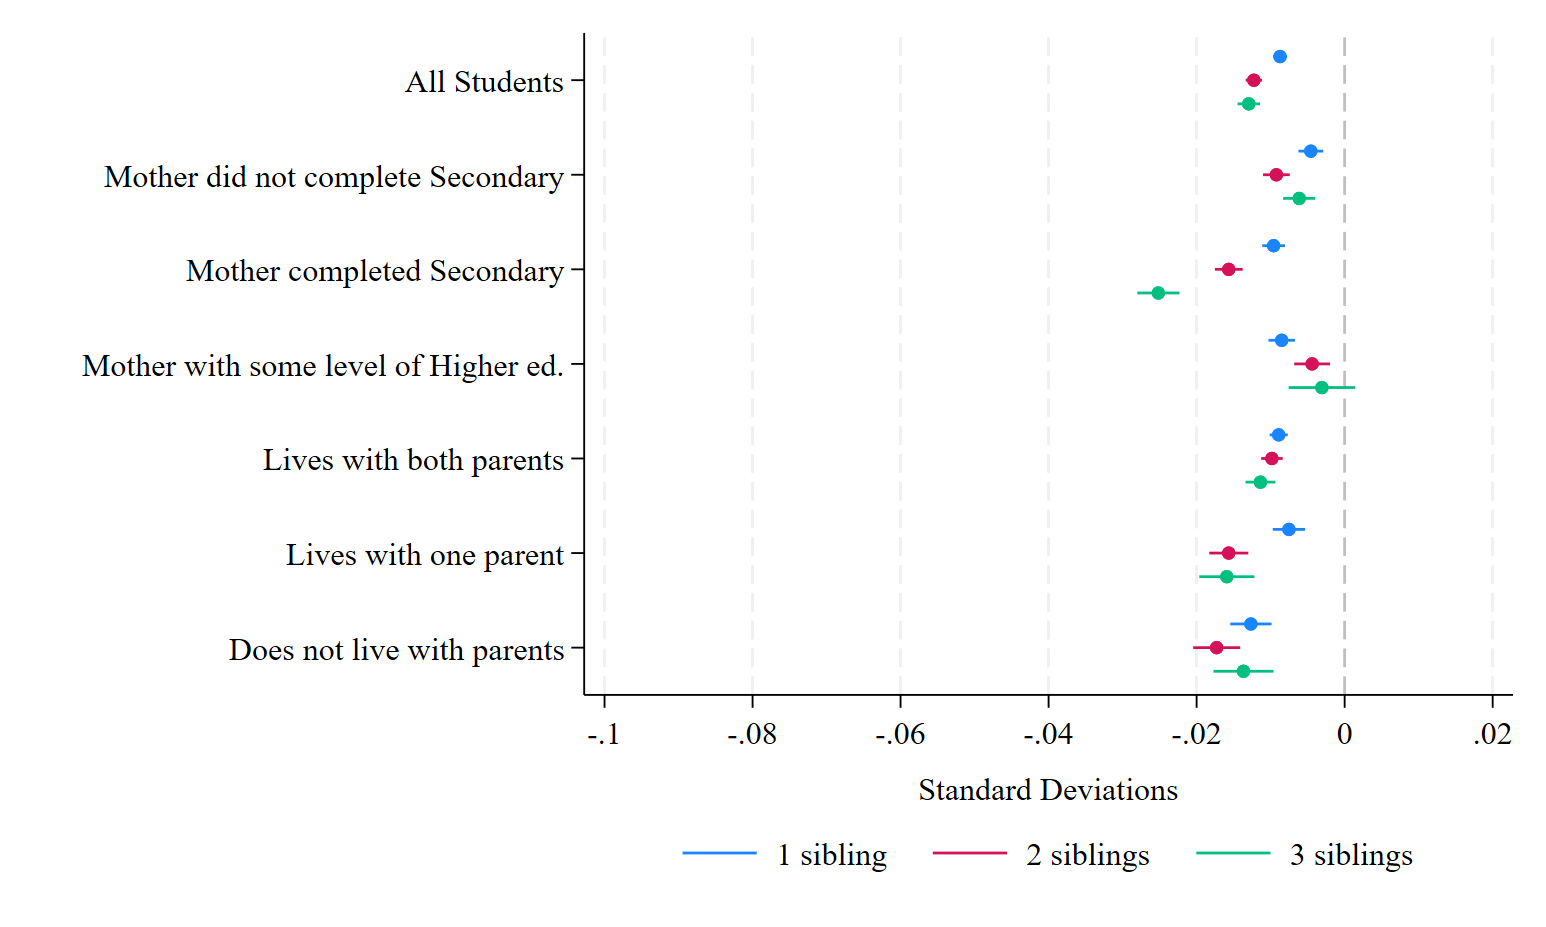 All Students
Mother did not complete Secondary
Mother completed Secondary
Mother with some level of Higher ed.
Lives with both parents
Lives with one parent
Does not live with parents
-.1 -.08 -.06 -.04 -.02 0 .02
Standard Deviations
1 sibling 2 siblings 3 siblings